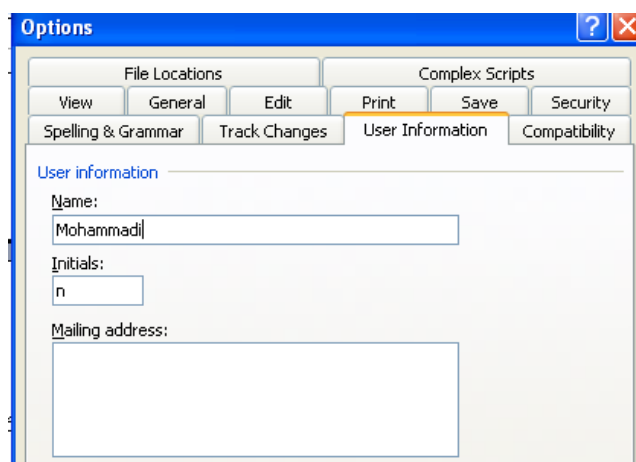 Options
File Locations Complex Scripts
View General Edit Print Save Security
Spelling & Grammar Track Changes User Information Compatibility
User information
Name:
Mohammadi
Initials:
n
Mailing address: